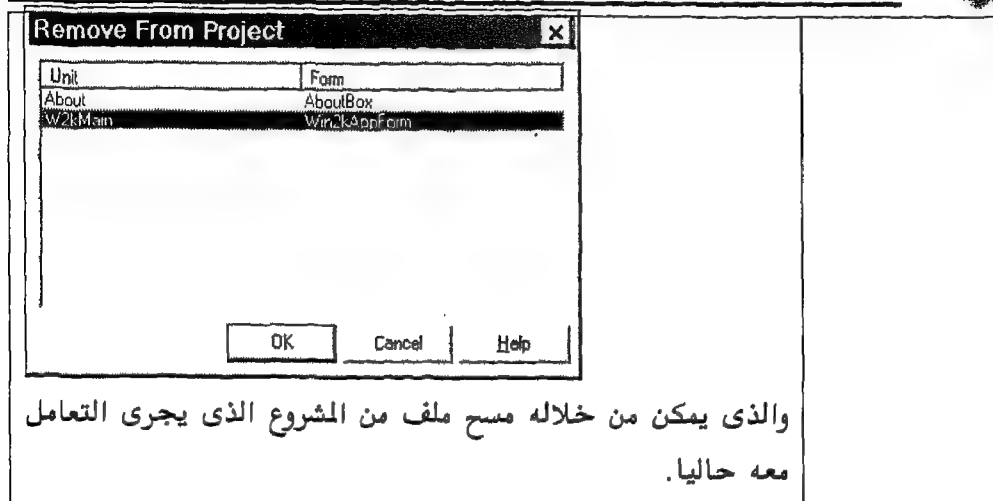 Remove From Project
Unit Form
About AboutBox
W2kMain Win2kAppForm
OK Cancel Help
والذى يمكن من خلاله مسح ملف من المشروع الذى يجرى التعامل
معه حاليا.